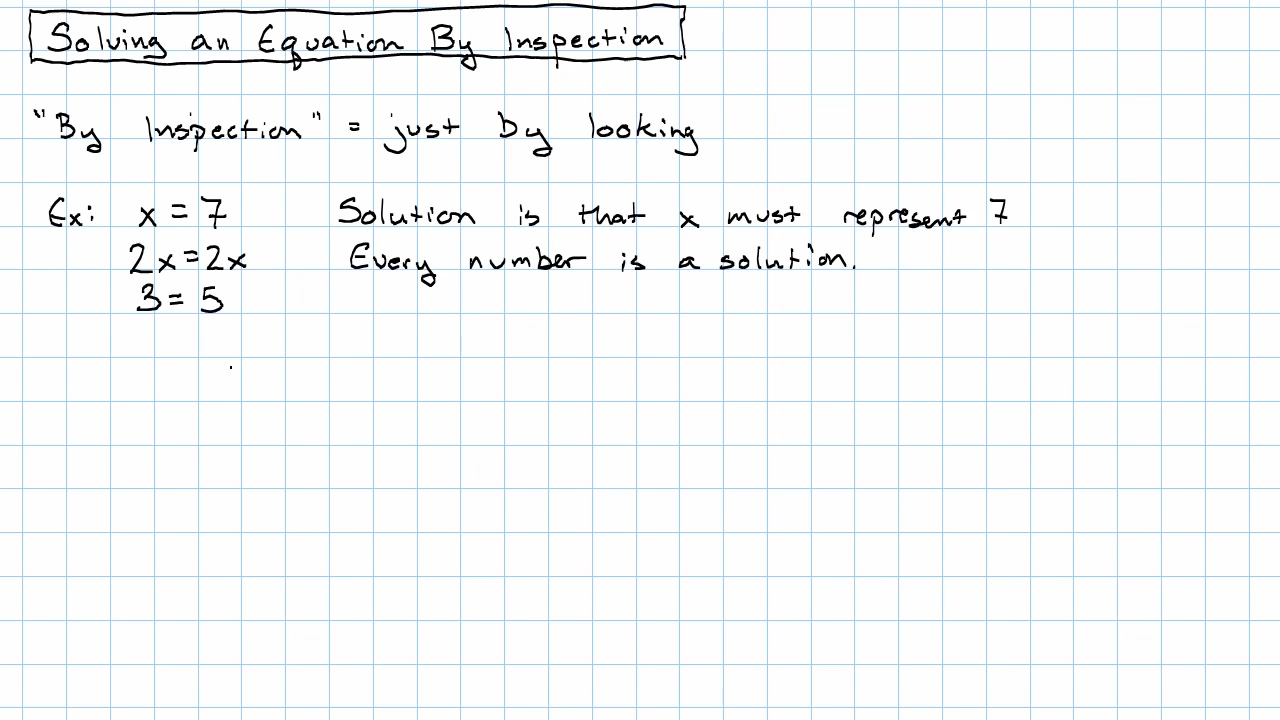 Solving an Equation By Inspection
"By Inspection" = just by looking
Ex: x = 7 Solution is that x must represent 7
2x = 2x Every number is a solution.
3 = 5